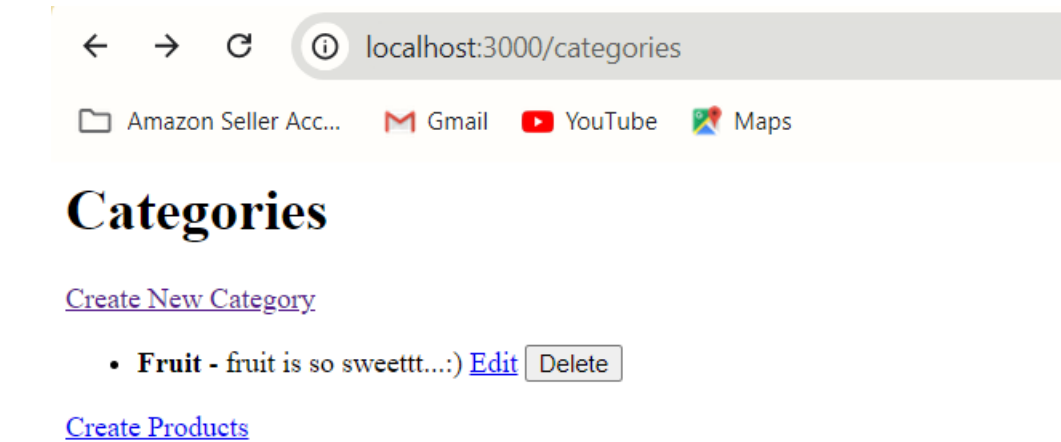 localhost:3000/categories
Amazon Seller Acc... Gmail YouTube Maps
Categories
Create New Category
Fruit - fruit is so sweettt...:) Edit Delete
Create Products